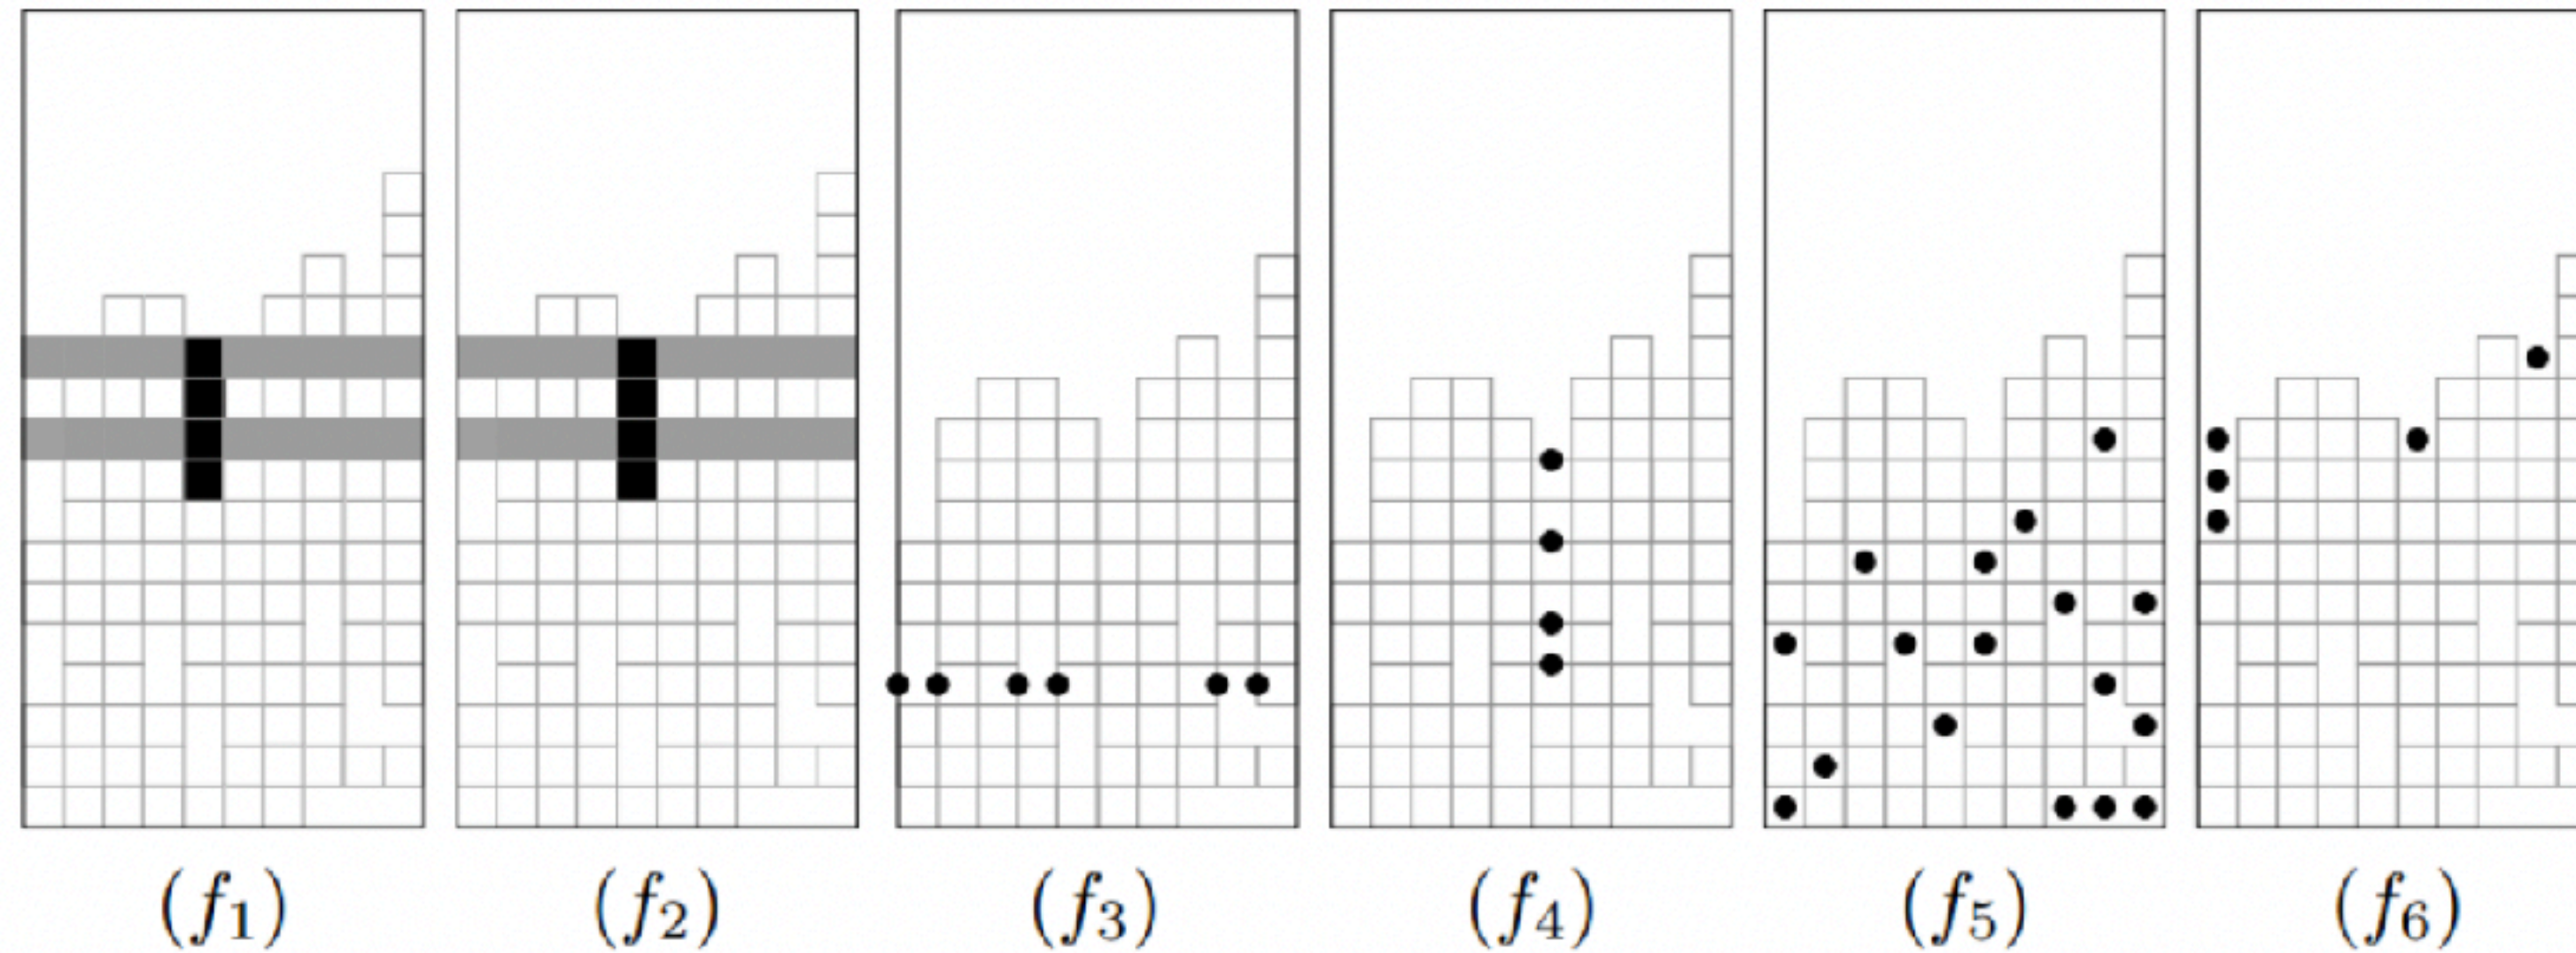 (f₁) (f₂) (f₃) (f₄) (f₅) (f₆)